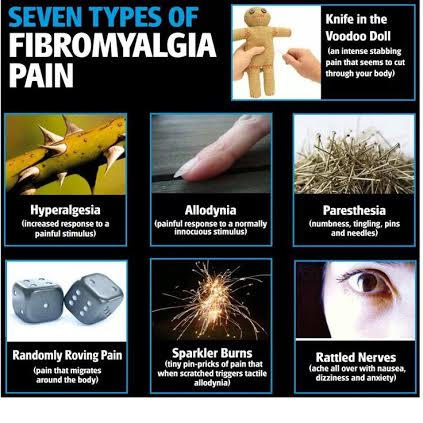 SEVEN TYPES OF
FIBROMYALGIA
PAIN
Knife in the
Voodoo Doll
(an intense stabbing
pain that seems to cut
through your body)
Hyperalgesia
(increased response to a
painful stimulus)
Allodynia
(painful response to a normally
innocuous stimulus)
Paresthesia
(numbness, tingling, pins
and needles)
Randomly Roving Pain
(pain that migrates
around the body)
Sparkler Burns
(tiny pin-pricks of pain that
when scratched triggers tactile
allodynia)
Rattled Nerves
(ache all over with nausea,
dizziness and anxiety)